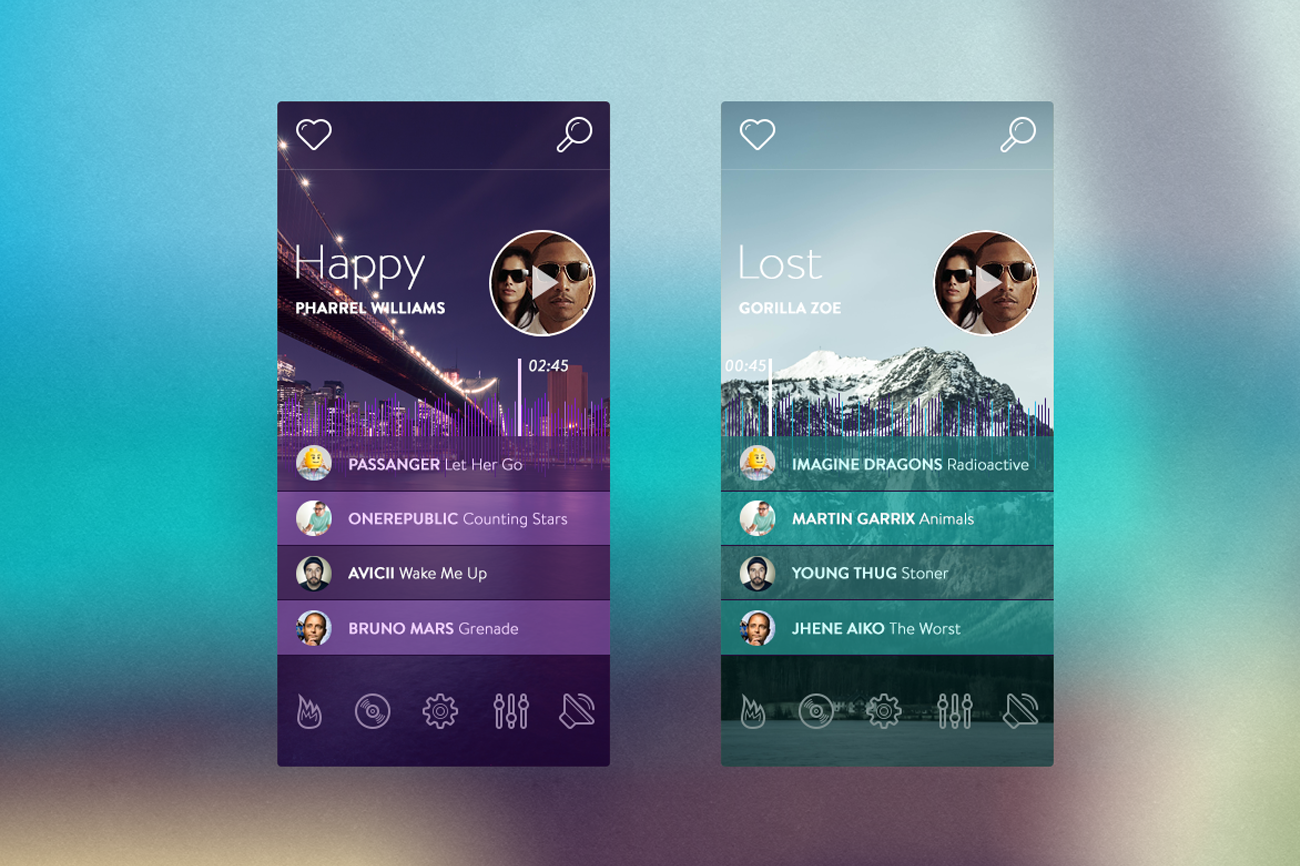 Happy
PHARREL WILLIAMS
02:45
PASSANGER Let Her Go
ONEREPUBLIC Counting Stars
AVICII Wake Me Up
BRUNO MARS Grenade
Lost
GORILLA ZOE
00:45
IMAGINE DRAGONS Radioactive
MARTIN GARRIX Animals
YOUNG THUG Stoner
JHENE AIKO The Worst